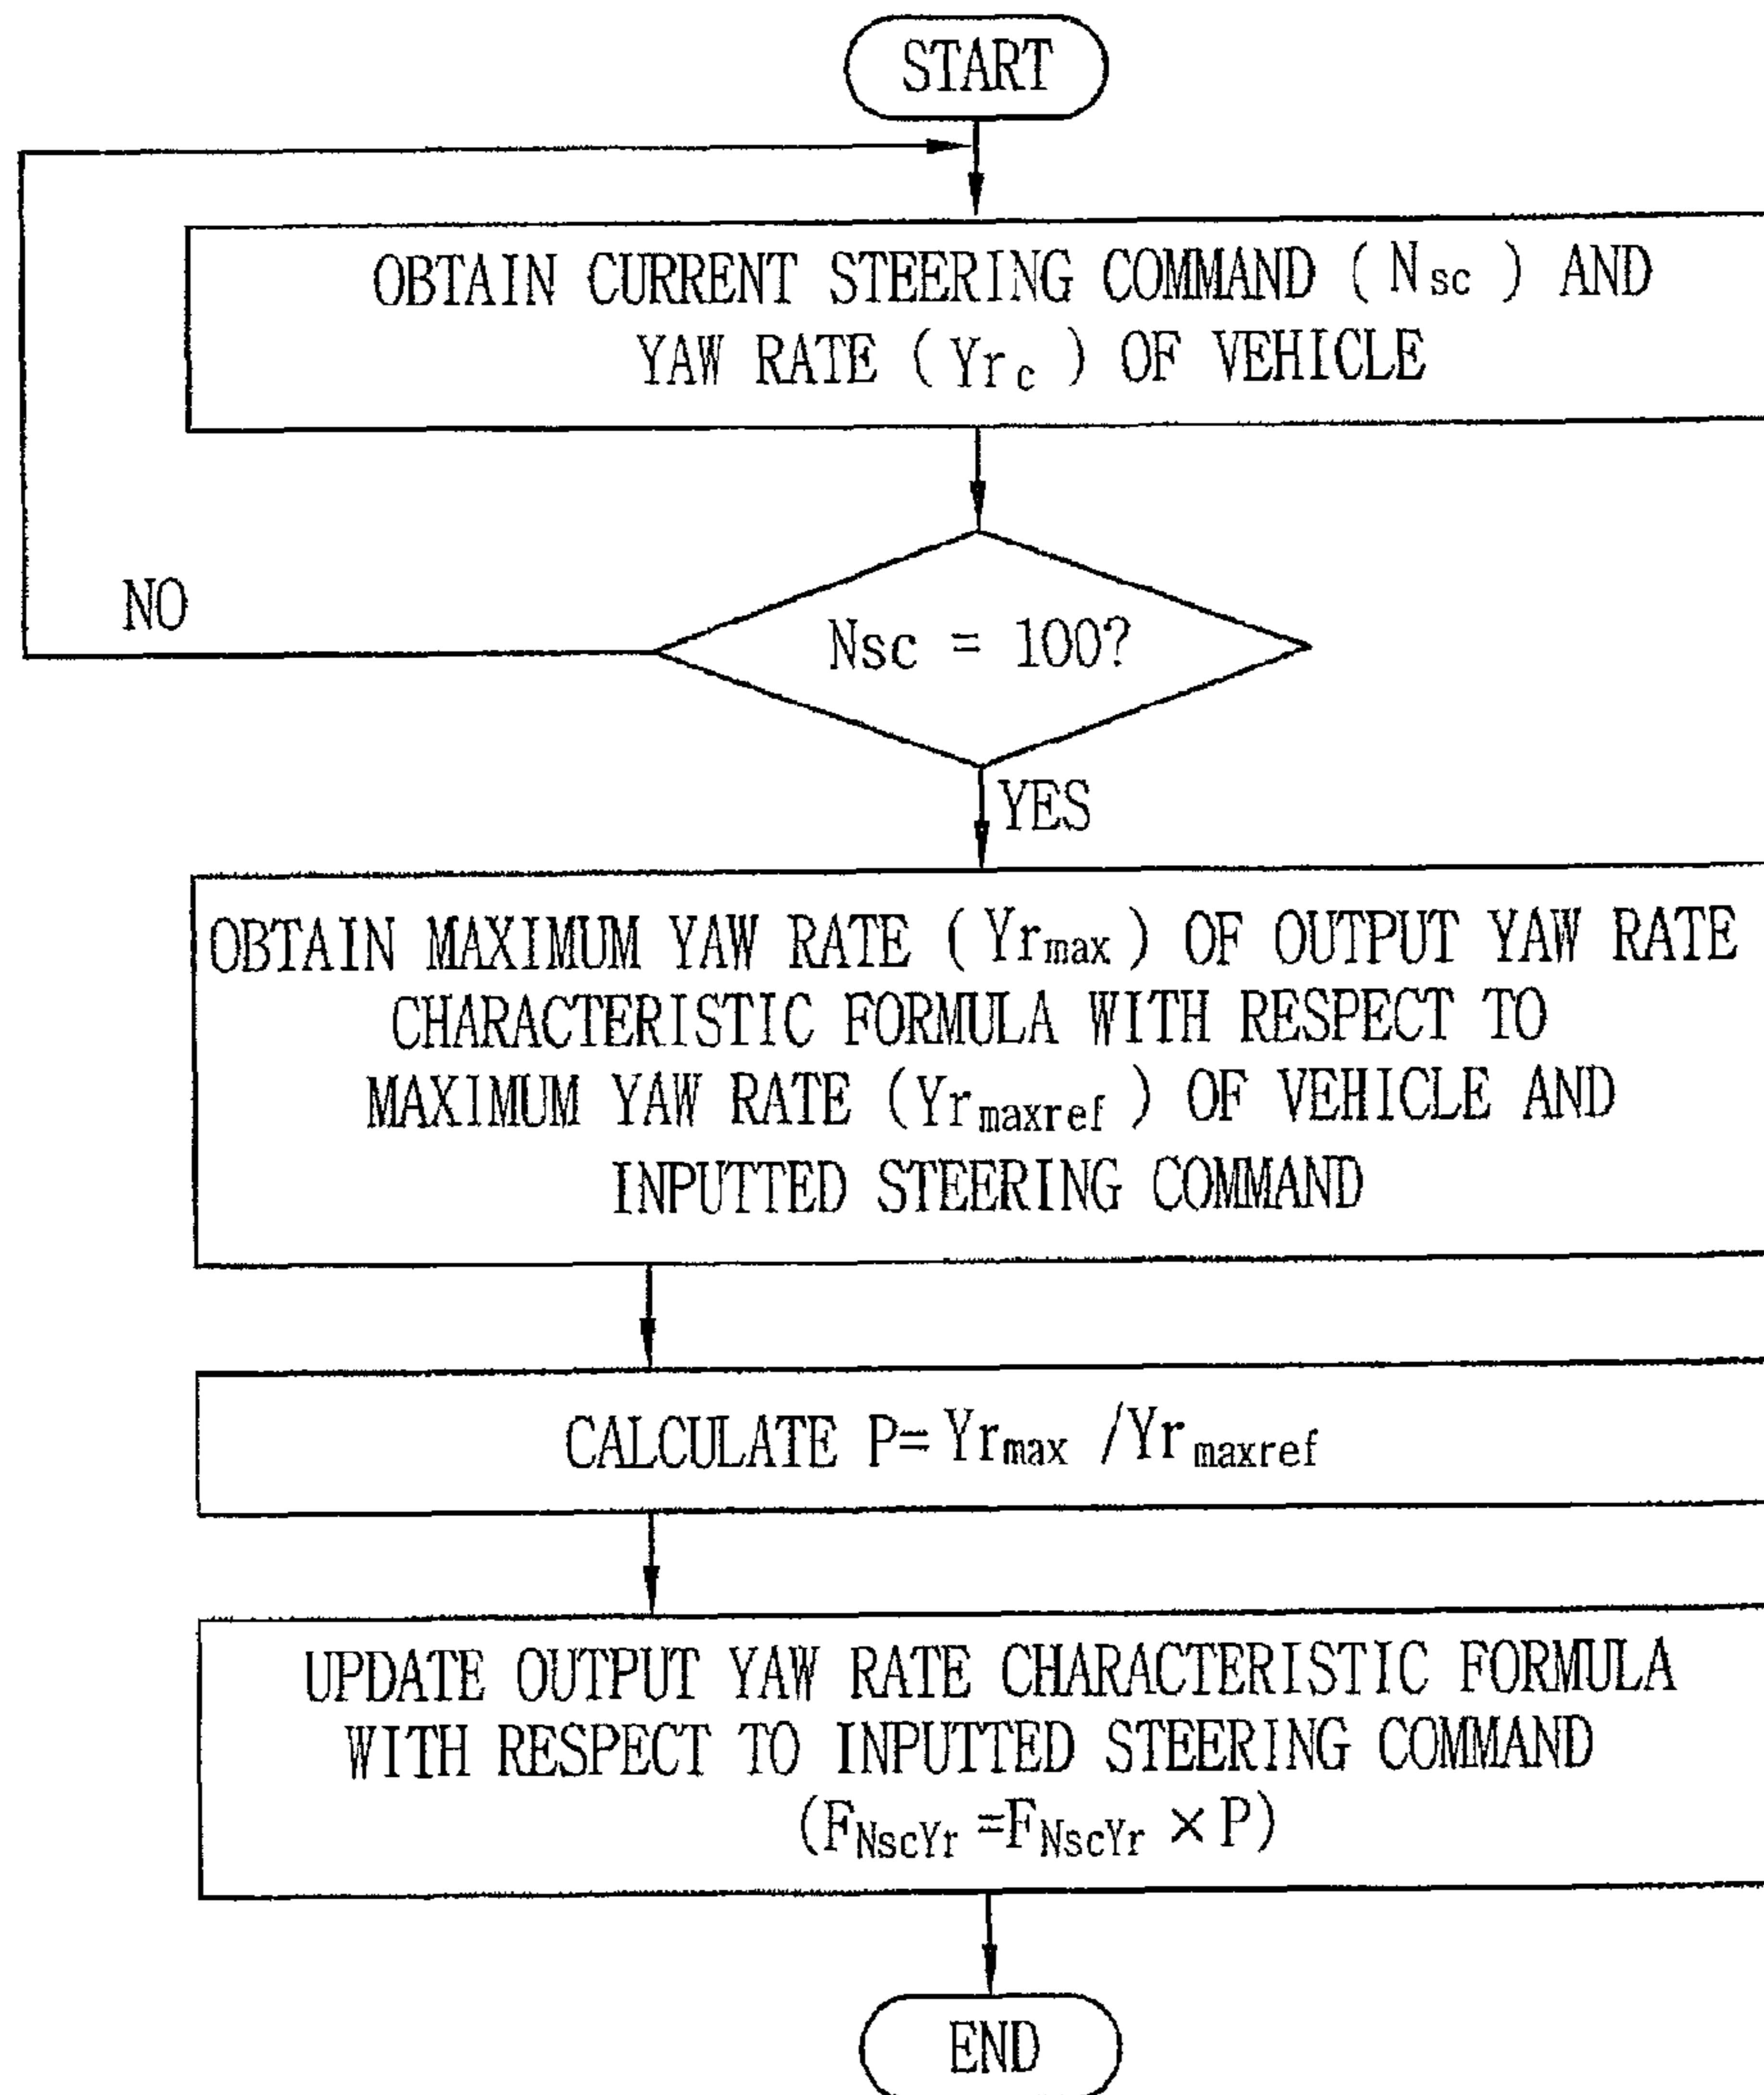 START
OBTAIN CURRENT STEERING COMMAND (Nsc) AND
YAW RATE (Yrc) OF VEHICLE
NO
Nsc = 100?
YES
OBTAIN MAXIMUM YAW RATE (Yrmax) OF OUTPUT YAW RATE
CHARACTERISTIC FORMULA WITH RESPECT TO
MAXIMUM YAW RATE (Yrmaxref) OF VEHICLE AND
INPUTTED STEERING COMMAND
CALCULATE P=Yrmax /Yrmaxref
UPDATE OUTPUT YAW RATE CHARACTERISTIC FORMULA
WITH RESPECT TO INPUTTED STEERING COMMAND
(FNscYr=FNscYr×P)
END